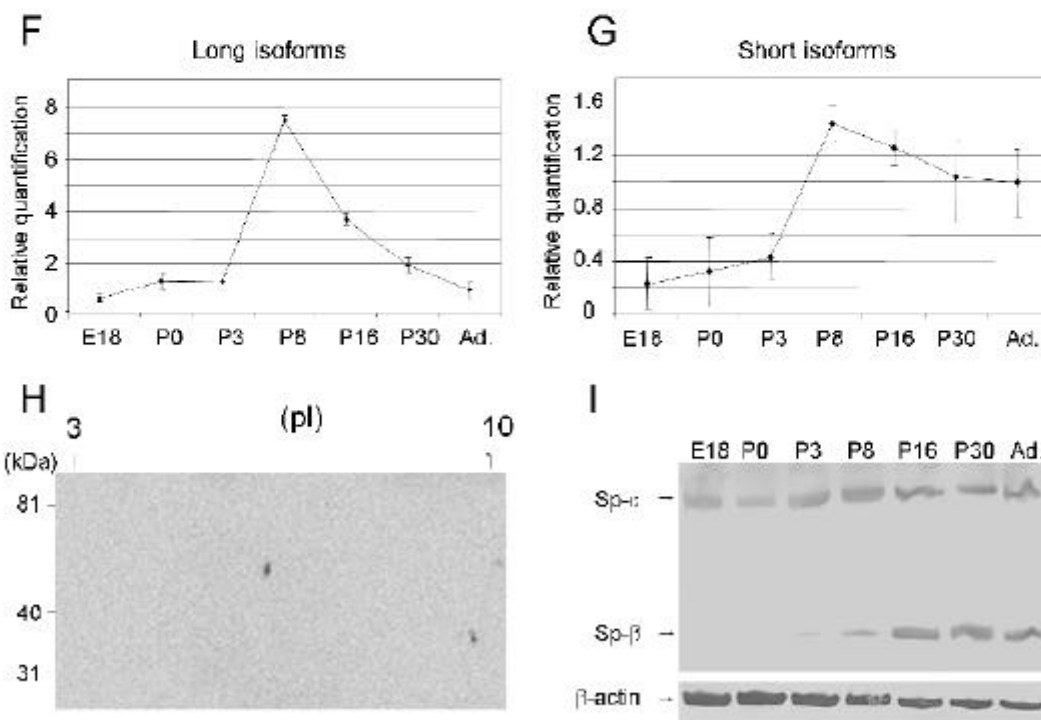 F
Long isoforms
Relative quantification
8
6
4
2
0
E18 P0 P3 P8 P16 P30 Ad.
G
Short isoforms
Relative quantification
1.6
1.2
0.8
0.4
0
E18 P0 P3 P8 P16 P30 Ad.
H
(pI)
3 10
(kDa)
81
40
31
I
E18 P0 P3 P8 P16 P30 Ad.
Sp-α
Sp-β
β-actin